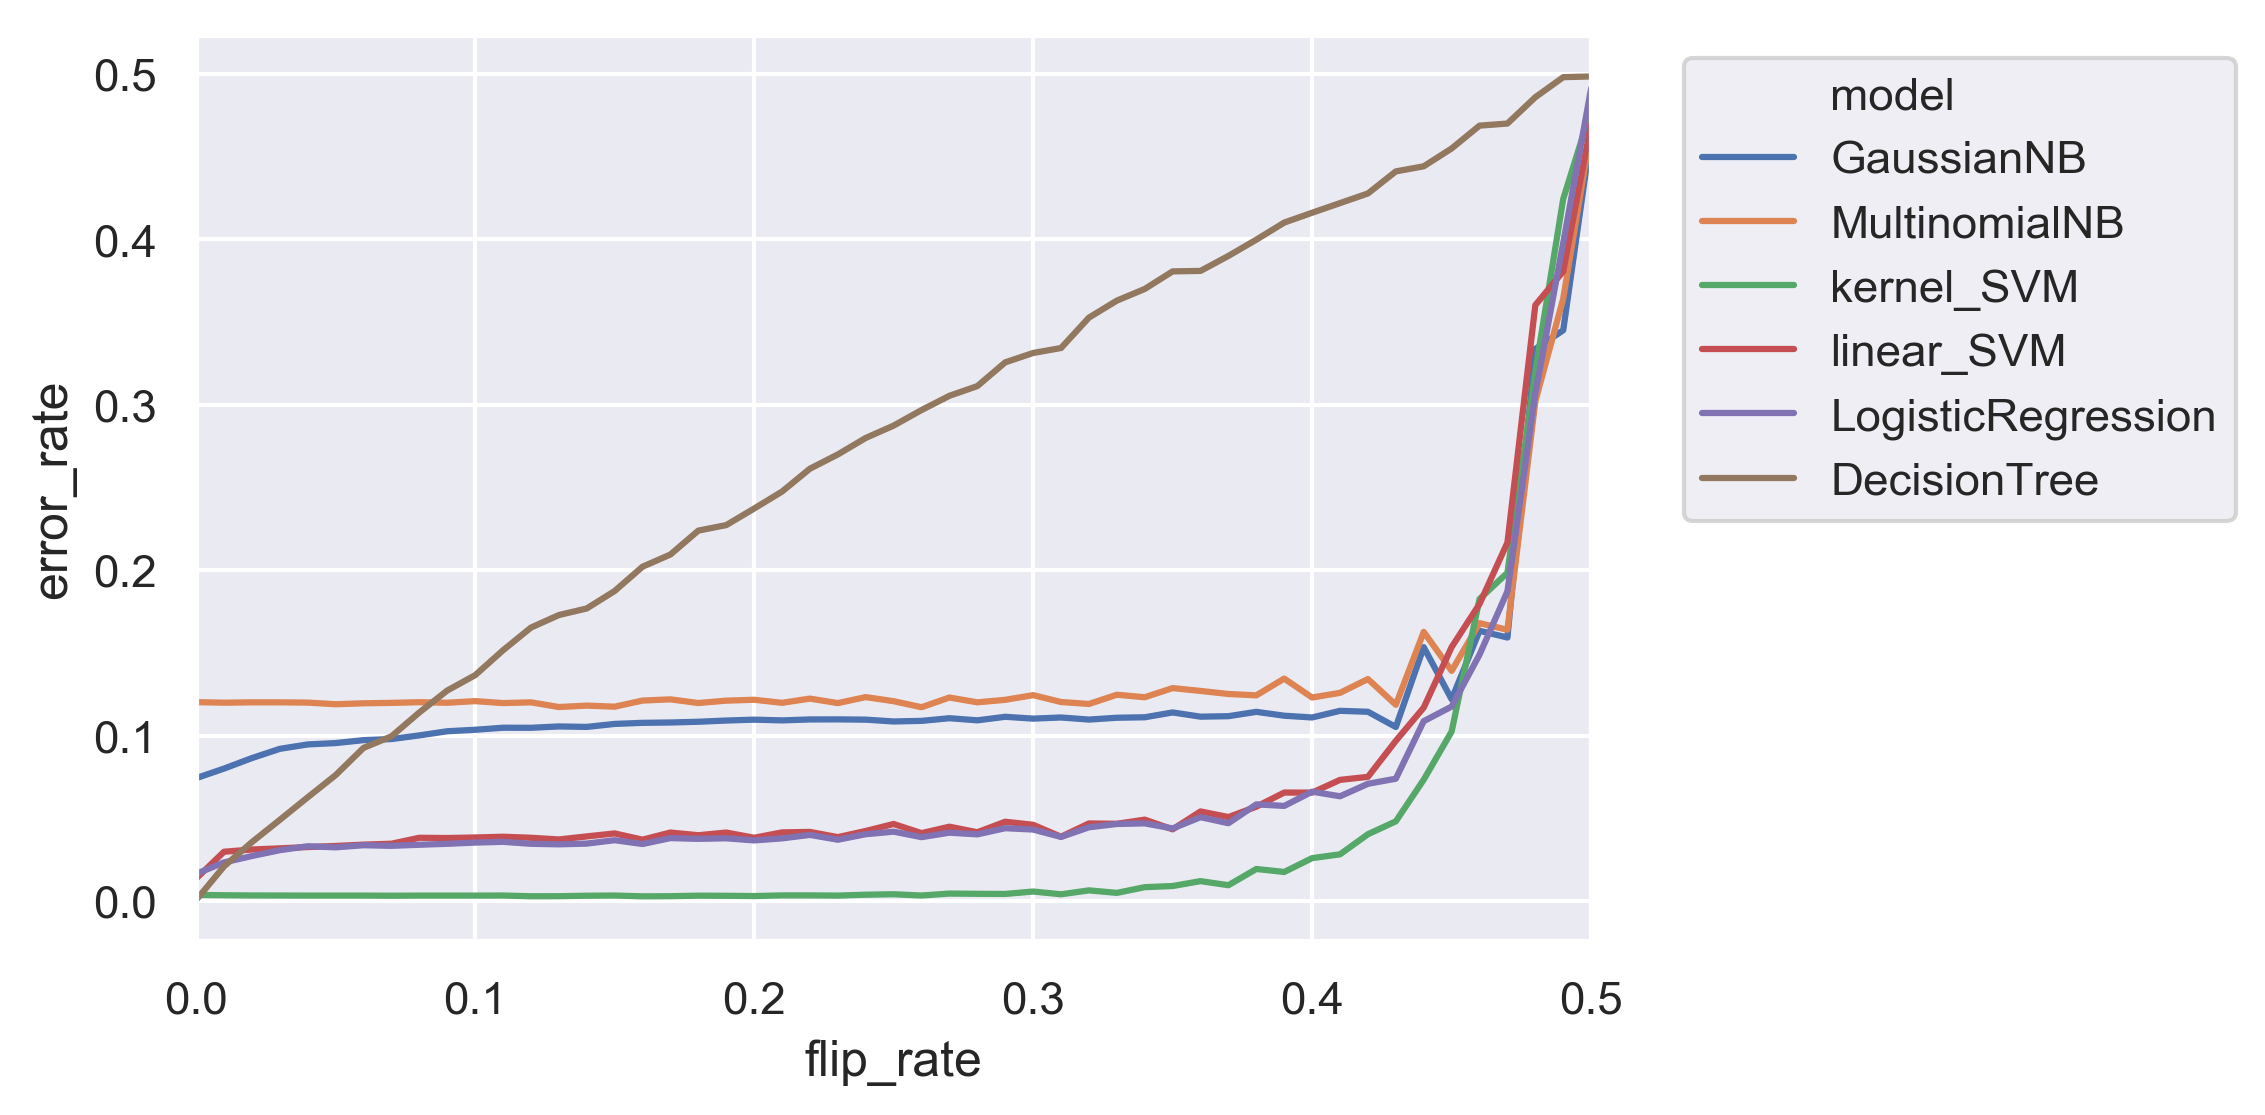 0.5
0.4
0.3
0.2
0.1
0.0
error_rate
0.0 0.1 0.2 0.3 0.4 0.5
flip_rate
model
GaussianNB
MultinomialNB
kernel_SVM
linear_SVM
LogisticRegression
DecisionTree